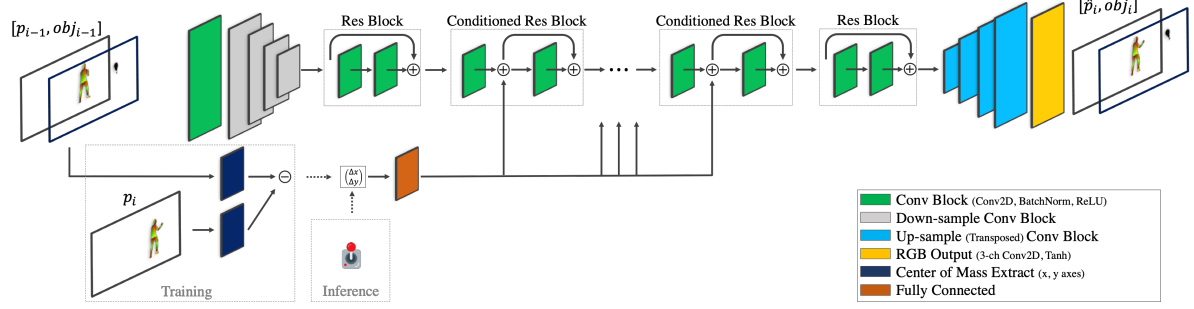 [p_{i-1}, obj_{i-1}]
Res Block
Conditioned Res Block
Conditioned Res Block
Res Block
[p̂_i, obj_i]
p_i
(Δx
Δy)
Training
Inference
Conv Block (Conv2D, BatchNorm, ReLU)
Down-sample Conv Block
Up-sample (Transposed) Conv Block
RGB Output (3-ch Conv2D, Tanh)
Center of Mass Extract (x, y axes)
Fully Connected